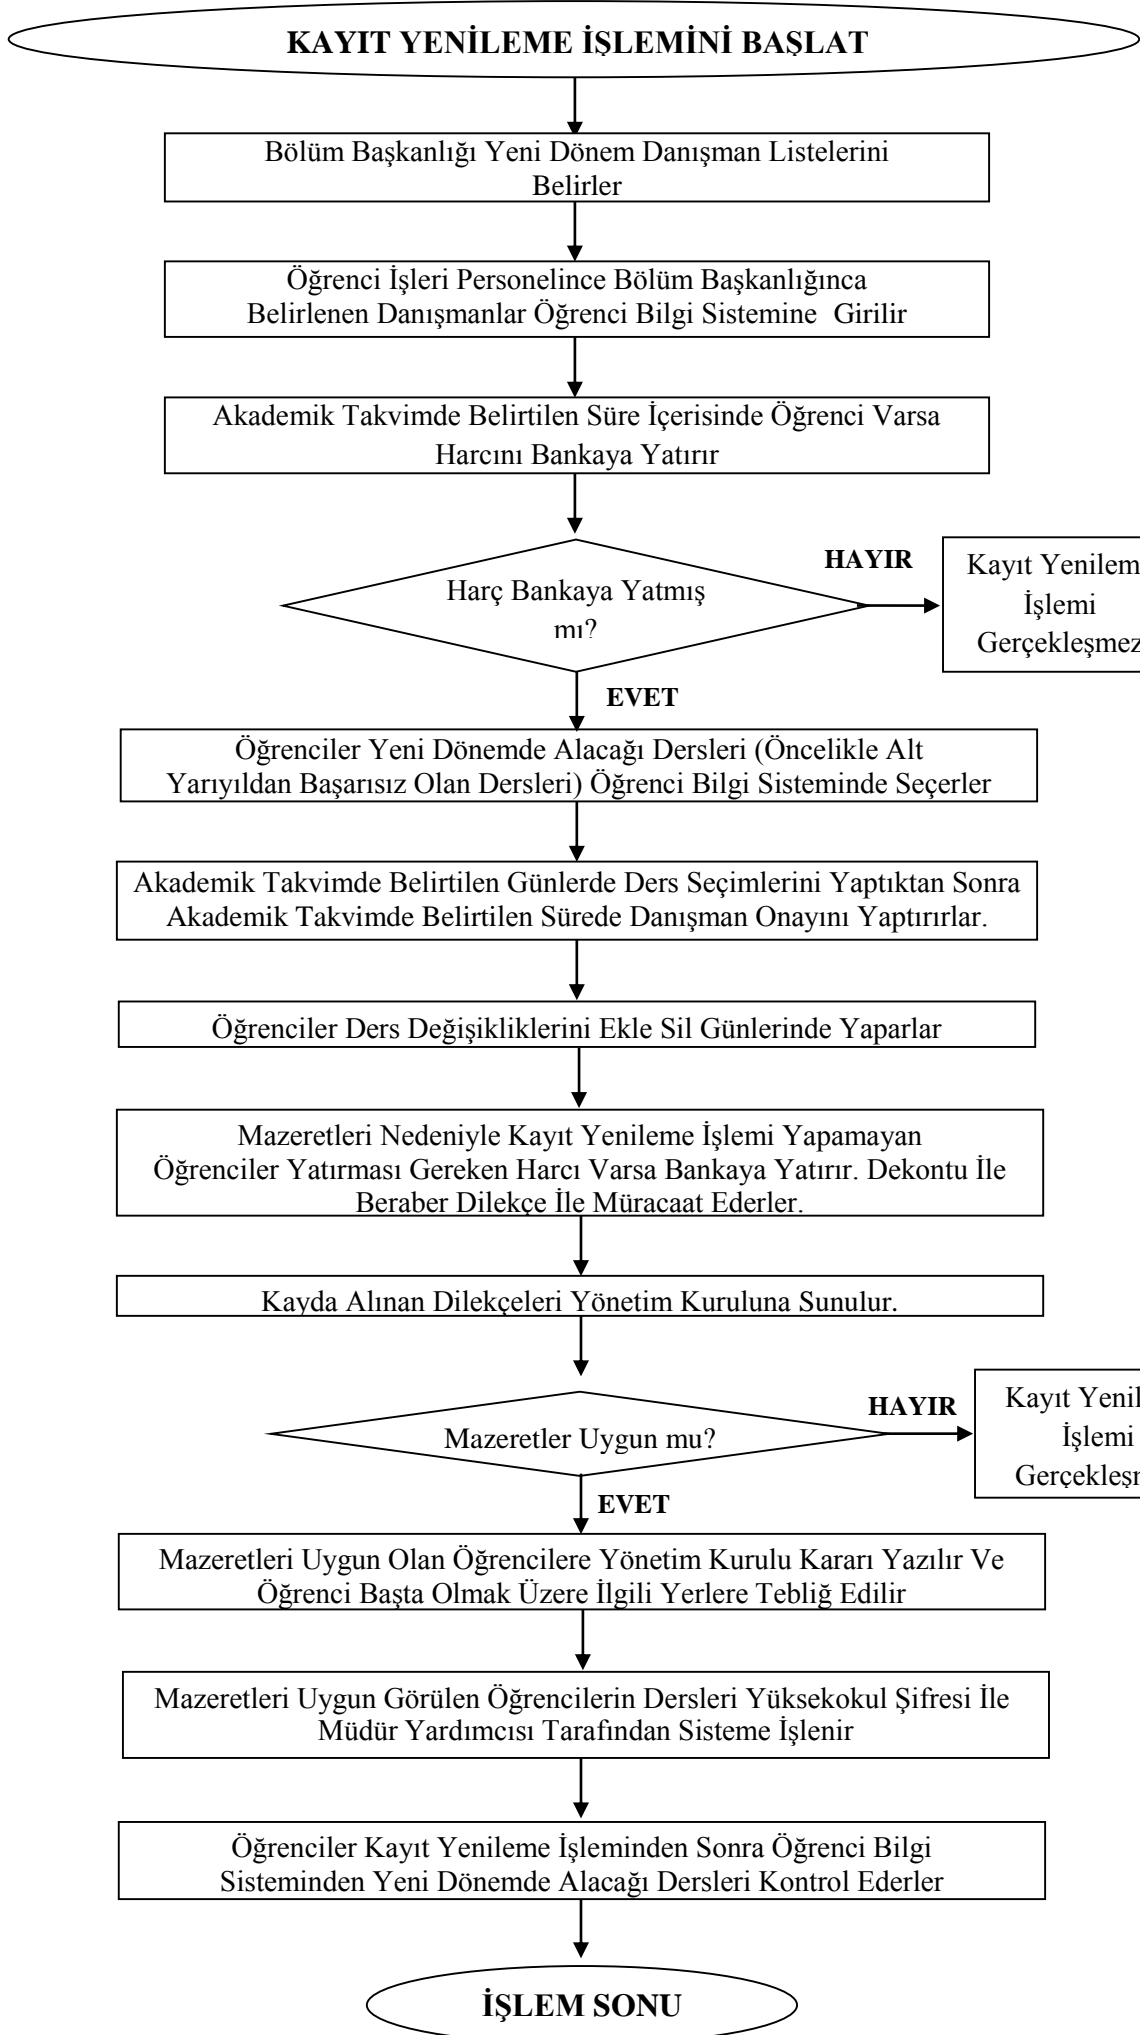 KAYIT YENİLEME İŞLEMİNİ BAŞLAT
Bölüm Başkanlığı Yeni Dönem Danışman Listelerini
Belirler
Öğrenci İşleri Personelince Bölüm Başkanlığınca
Belirlenen Danışmanlar Öğrenci Bilgi Sistemine Girilir
Akademik Takvimde Belirtilen Süre İçerisinde Öğrenci Varsa
Harcını Bankaya Yatırır
Harç Bankaya Yatmış
mı?
HAYIR
Kayıt Yenilem
İşlemi
Gerçekleşmez
EVET
Öğrenciler Yeni Dönemde Alacağı Dersleri (Öncelikle Alt
Yarıyıldan Başarısız Olan Dersleri) Öğrenci Bilgi Sisteminde Seçerler
Akademik Takvimde Belirtilen Günlerde Ders Seçimlerini Yaptıktan Sonra
Akademik Takvimde Belirtilen Sürede Danışman Onayını Yaptırırlar.
Öğrenciler Ders Değişikliklerini Ekle Sil Günlerinde Yaparlar
Mazeretleri Nedeniyle Kayıt Yenileme İşlemi Yapamayan
Öğrenciler Yatırması Gereken Harcı Varsa Bankaya Yatırır. Dekontu İle
Beraber Dilekçe İle Müracaat Ederler.
Kayda Alınan Dilekçeleri Yönetim Kuruluna Sunulur.
Mazeretler Uygun mu?
HAYIR
Kayıt Yenil
İşlemi
Gerçekleş
EVET
Mazeretleri Uygun Olan Öğrencilere Yönetim Kurulu Kararı Yazılır Ve
Öğrenci Başta Olmak Üzere İlgili Yerlere Tebliğ Edilir
Mazeretleri Uygun Görülen Öğrencilerin Dersleri Yüksekokul Şifresi İle
Müdür Yardımcısı Tarafından Sisteme İşlenir
Öğrenciler Kayıt Yenileme İşleminden Sonra Öğrenci Bilgi
Sisteminden Yeni Dönemde Alacağı Dersleri Kontrol Ederler
İŞLEM SONU